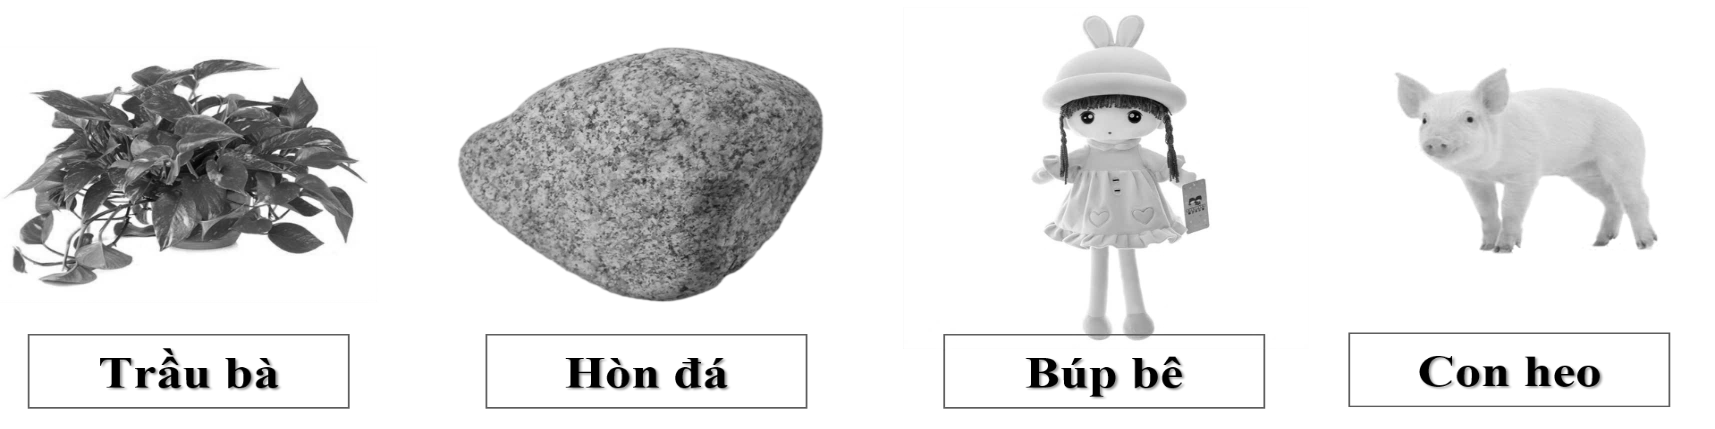 Trầu bà
Hòn đá
Búp bê
Con heo